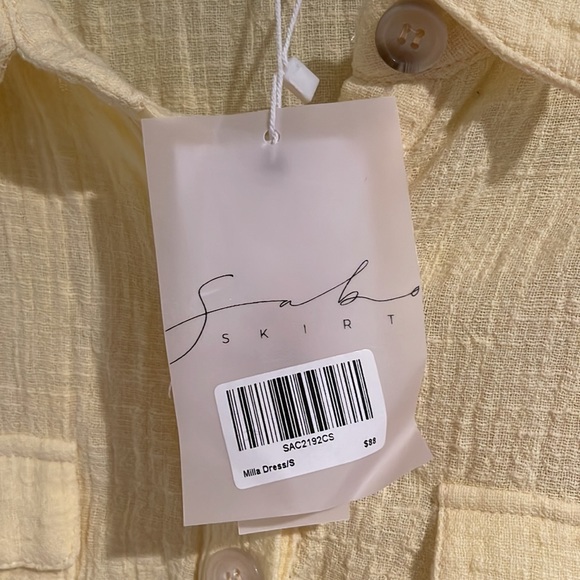 Sabo
SKIRT
SAC2192CS
Milla Dress/S $88